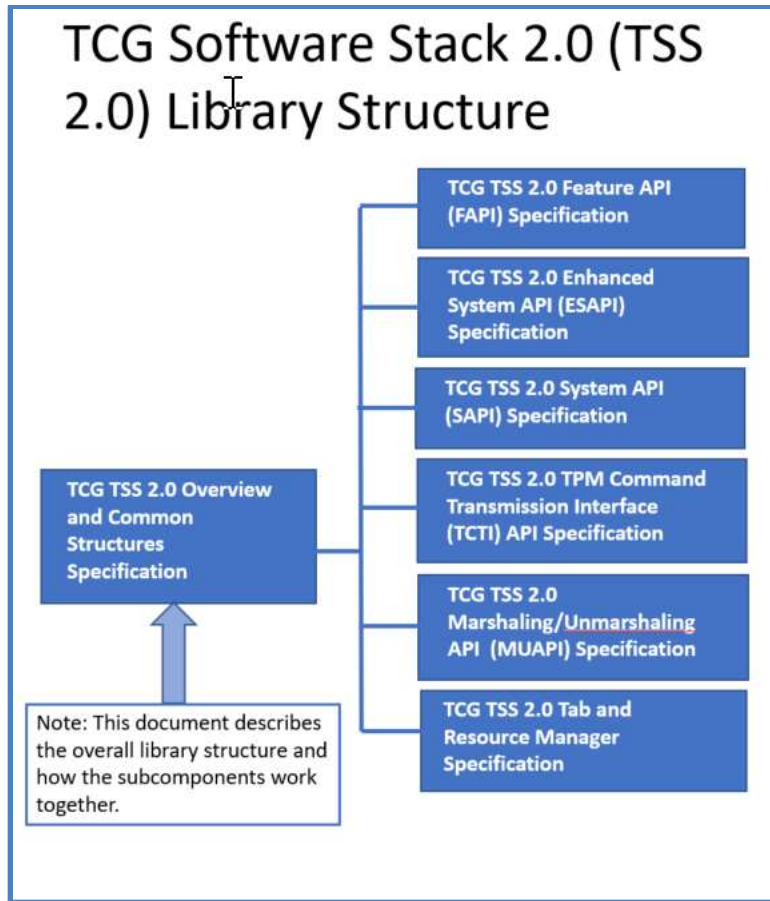 TCG Software Stack 2.0 (TSS
2.0) Library Structure
TCG TSS 2.0 Feature API
(FAPI) Specification
TCG TSS 2.0 Enhanced
System API (ESAPI)
Specification
TCG TSS 2.0 System API
(SAPI) Specification
TCG TSS 2.0 TPM Command
Transmission Interface
(TCTI) API Specification
TCG TSS 2.0
Marshaling/Unmarshaling
API (MUAPI) Specification
TCG TSS 2.0 Tab and
Resource Manager
Specification
TCG TSS 2.0 Overview
and Common
Structures
Specification
Note: This document describes
the overall library structure and
how the subcomponents work
together.